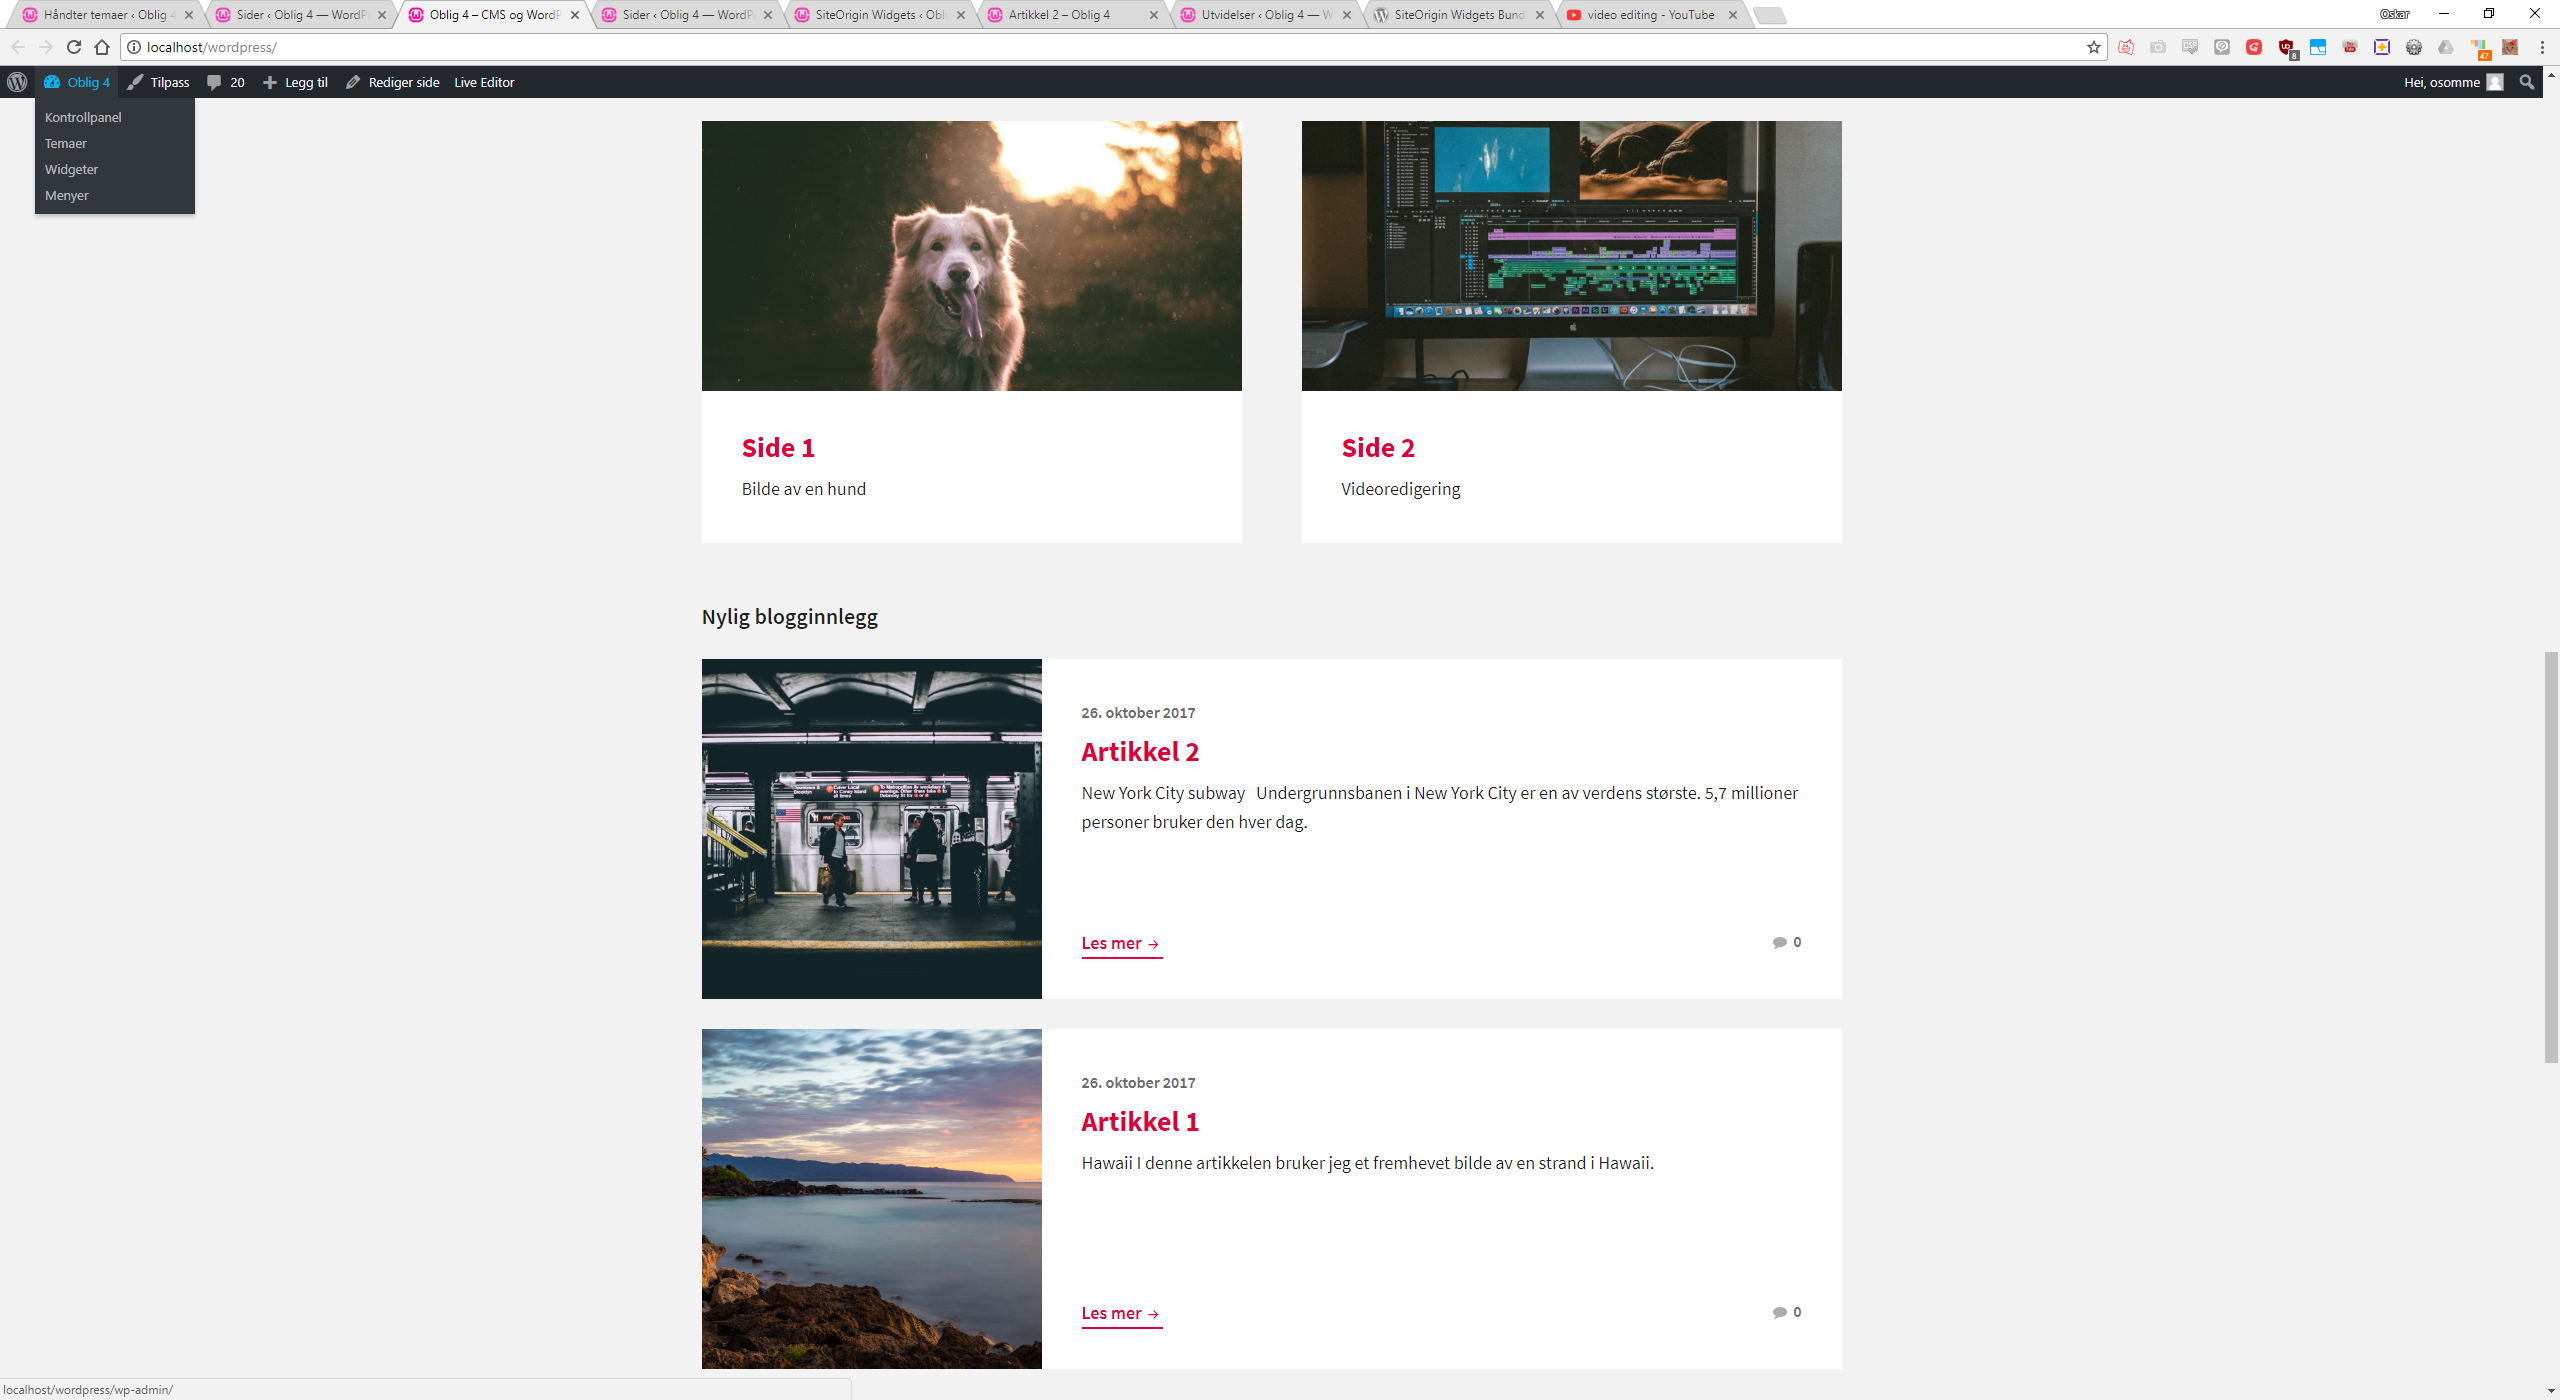 Håndter temaer ‹ Oblig 4
Sider ‹ Oblig 4 — WordP
Oblig 4 – CMS og WordP
Sider ‹ Oblig 4 — WordP
SiteOrigin Widgets ‹ Obl
Artikkel 2 – Oblig 4
Utvidelser ‹ Oblig 4 — W
SiteOrigin Widgets Bund
video editing - YouTube
Oskar
localhost/wordpress/
8
47
Oblig 4
Tilpass
20
Legg til
Rediger side
Live Editor
Hei, osomme
Kontrollpanel
Temaer
Widgeter
Menyer
Side 1
Bilde av en hund
Side 2
Videoredigering
Nylig blogginnlegg
26. oktober 2017
Artikkel 2
New York City subway Undergrunnsbanen i New York City er en av verdens største. 5,7 millioner
personer bruker den hver dag.
Les mer →
0
26. oktober 2017
Artikkel 1
Hawaii I denne artikkelen bruker jeg et fremhevet bilde av en strand i Hawaii.
Les mer →
0
localhost/wordpress/wp-admin/